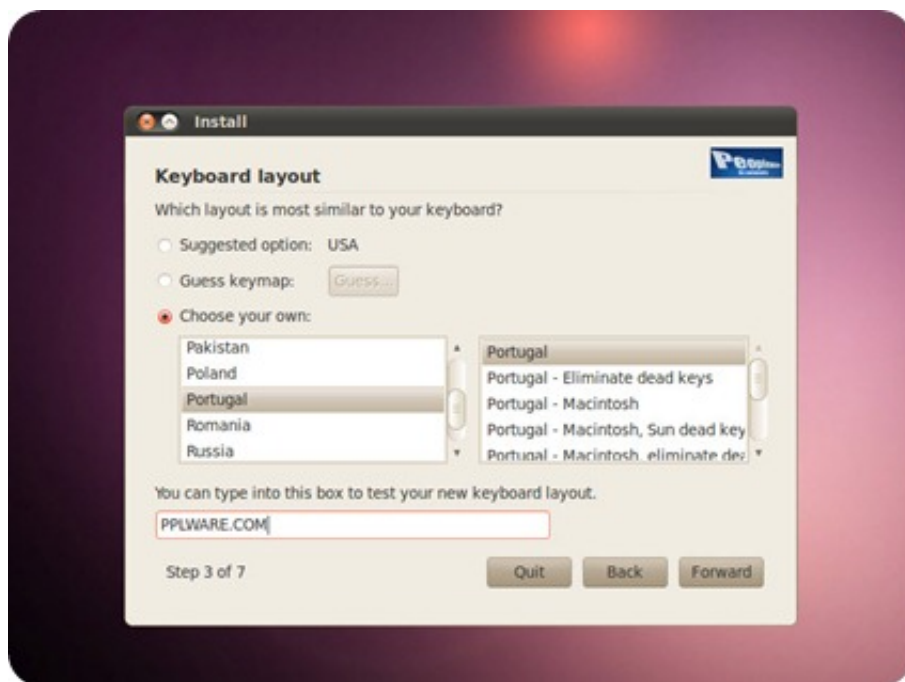 Install
Keyboard layout
Which layout is most similar to your keyboard?
Suggested option: USA
Guess keymap: Guess...
Choose your own:
Pakistan
Poland
Portugal
Romania
Russia
Portugal
Portugal - Eliminate dead keys
Portugal - Macintosh
Portugal - Macintosh, Sun dead key
Portugal - Macintosh, eliminate
You can type into this box to test your new keyboard layout.
PPLWARE.COM
Step 3 of 7
Quit Back Forward